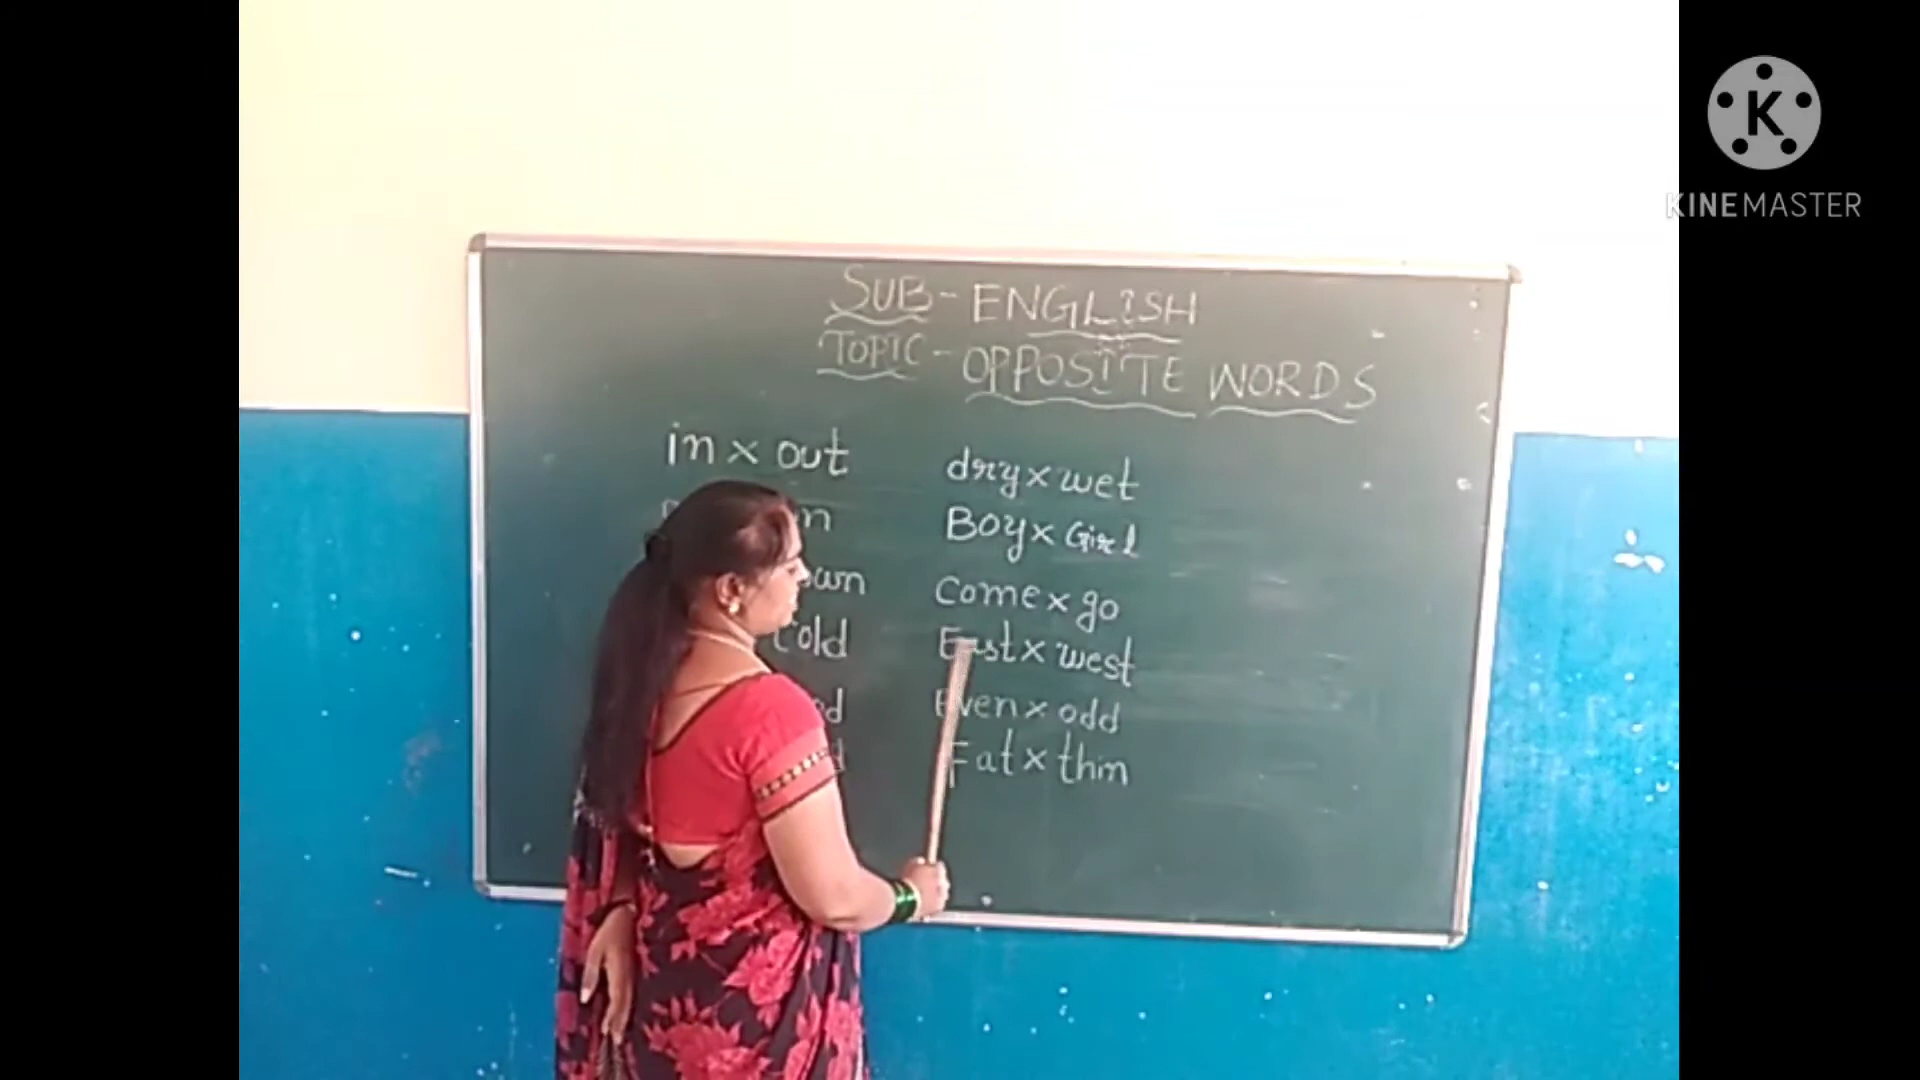 SUB - ENGLISH
TOPIC - OPPOSITE WORDS
in x out
dry x wet
Boy x Girl
Come x go
Cold
East x west
Even x odd
Fat x thin
KINEMASTER